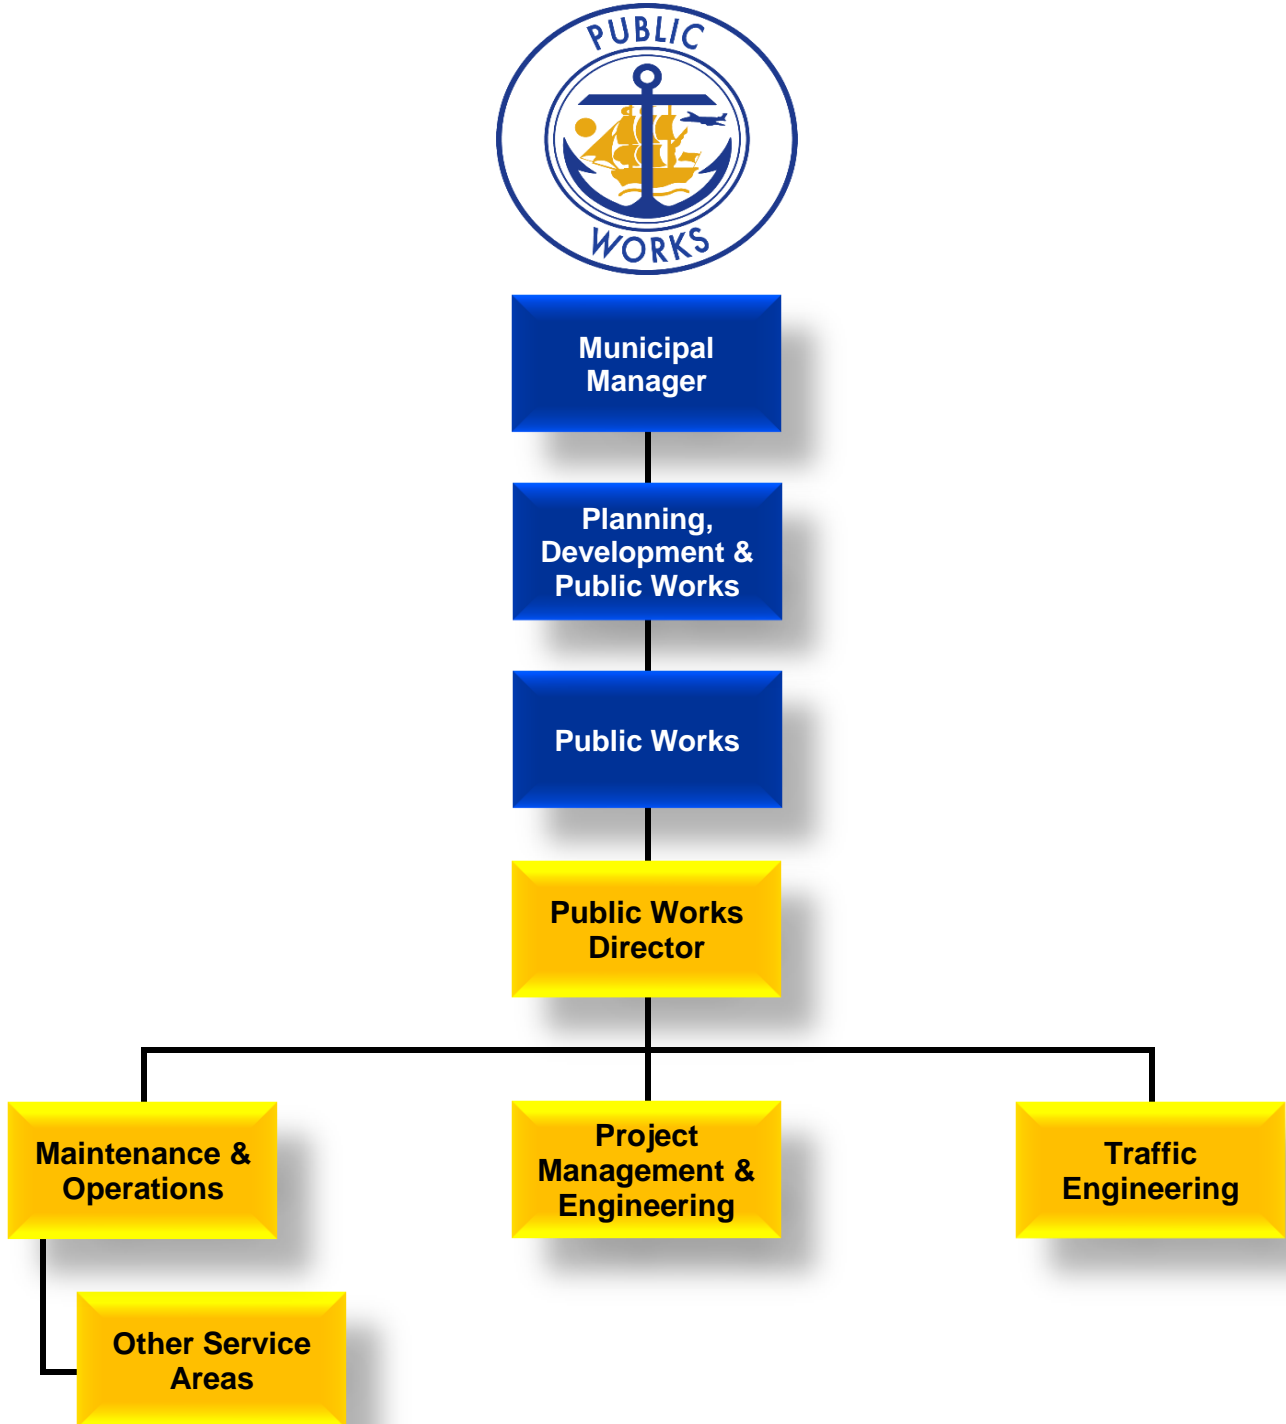 PUBLIC
WORKS
Municipal
Manager
Planning,
Development &
Public Works
Public Works
Public Works
Director
Maintenance &
Operations
Project
Management &
Engineering
Traffic
Engineering
Other Service
Areas